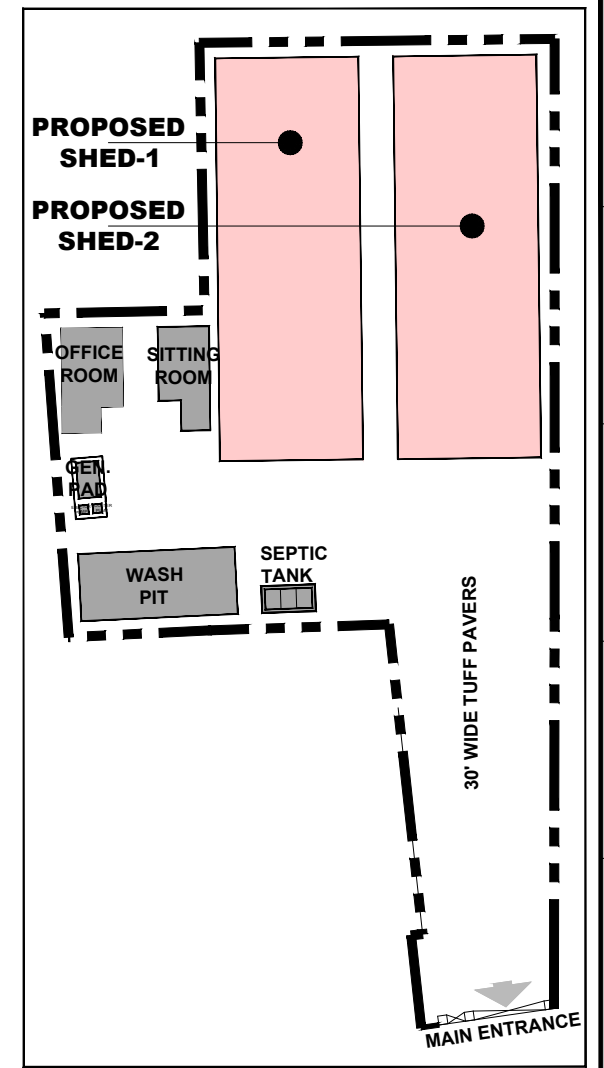 PROPOSED
SHED-1
PROPOSED
SHED-2
OFFICE
ROOM
SITTING
ROOM
GEN.
PAD
WASH
PIT
SEPTIC
TANK
30' WIDE TUFF PAVERS
MAIN ENTRANCE